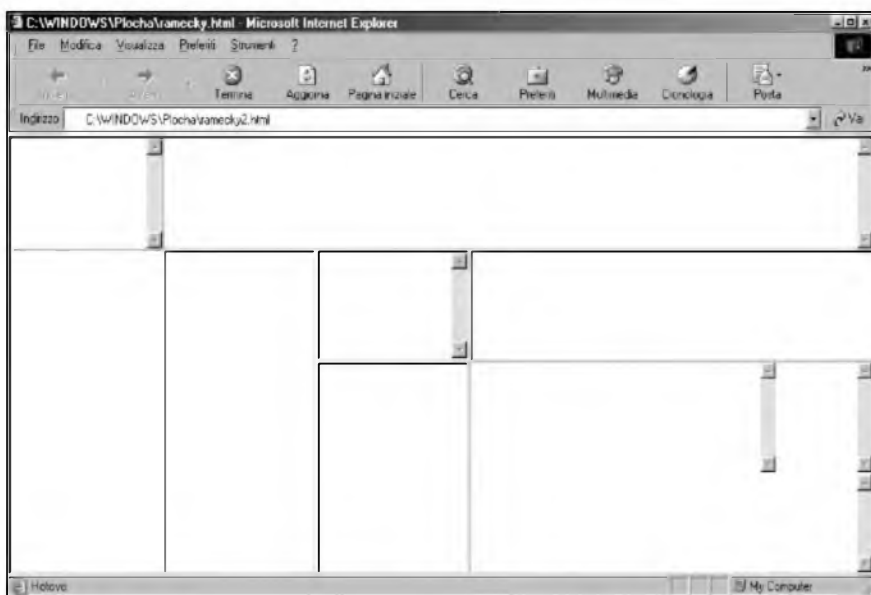 C:\WINDOWS\Plocha\ramecky.html - Microsoft Internet Explorer
File Modifica Visualizza Preferiti Strumenti ?
Termina Aggiorna Pagina iniziale Cerca Preferiti Multimedia Cronologia Posta
Indirizzo C:\WINDOWS\Plocha\ramecky2.html Vai
Hotovo My Computer